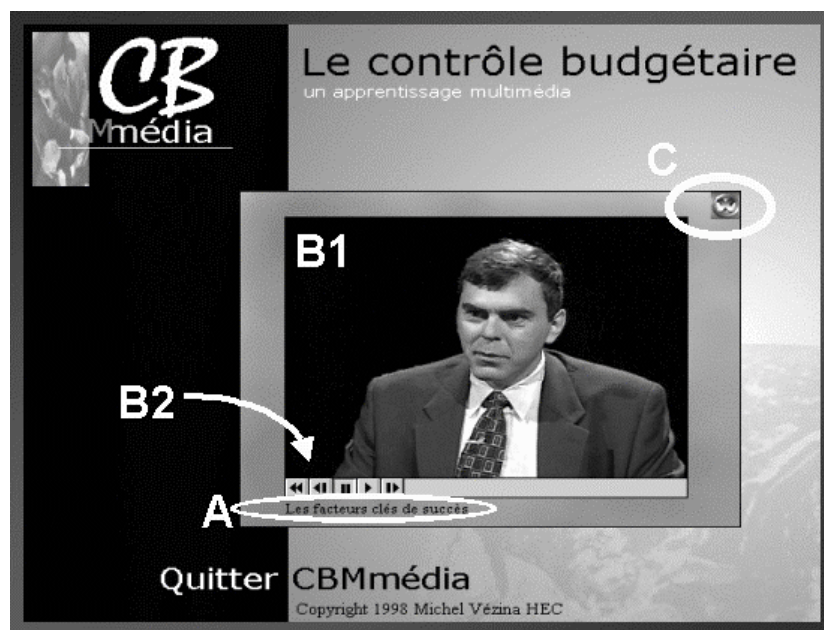 CB
Mmédia
Le contrôle budgétaire
un apprentissage multimédia
C
B1
B2
A
Les facteurs clés de succès
Quitter CBMmédia
Copyright 1998 Michel Vézina HEC